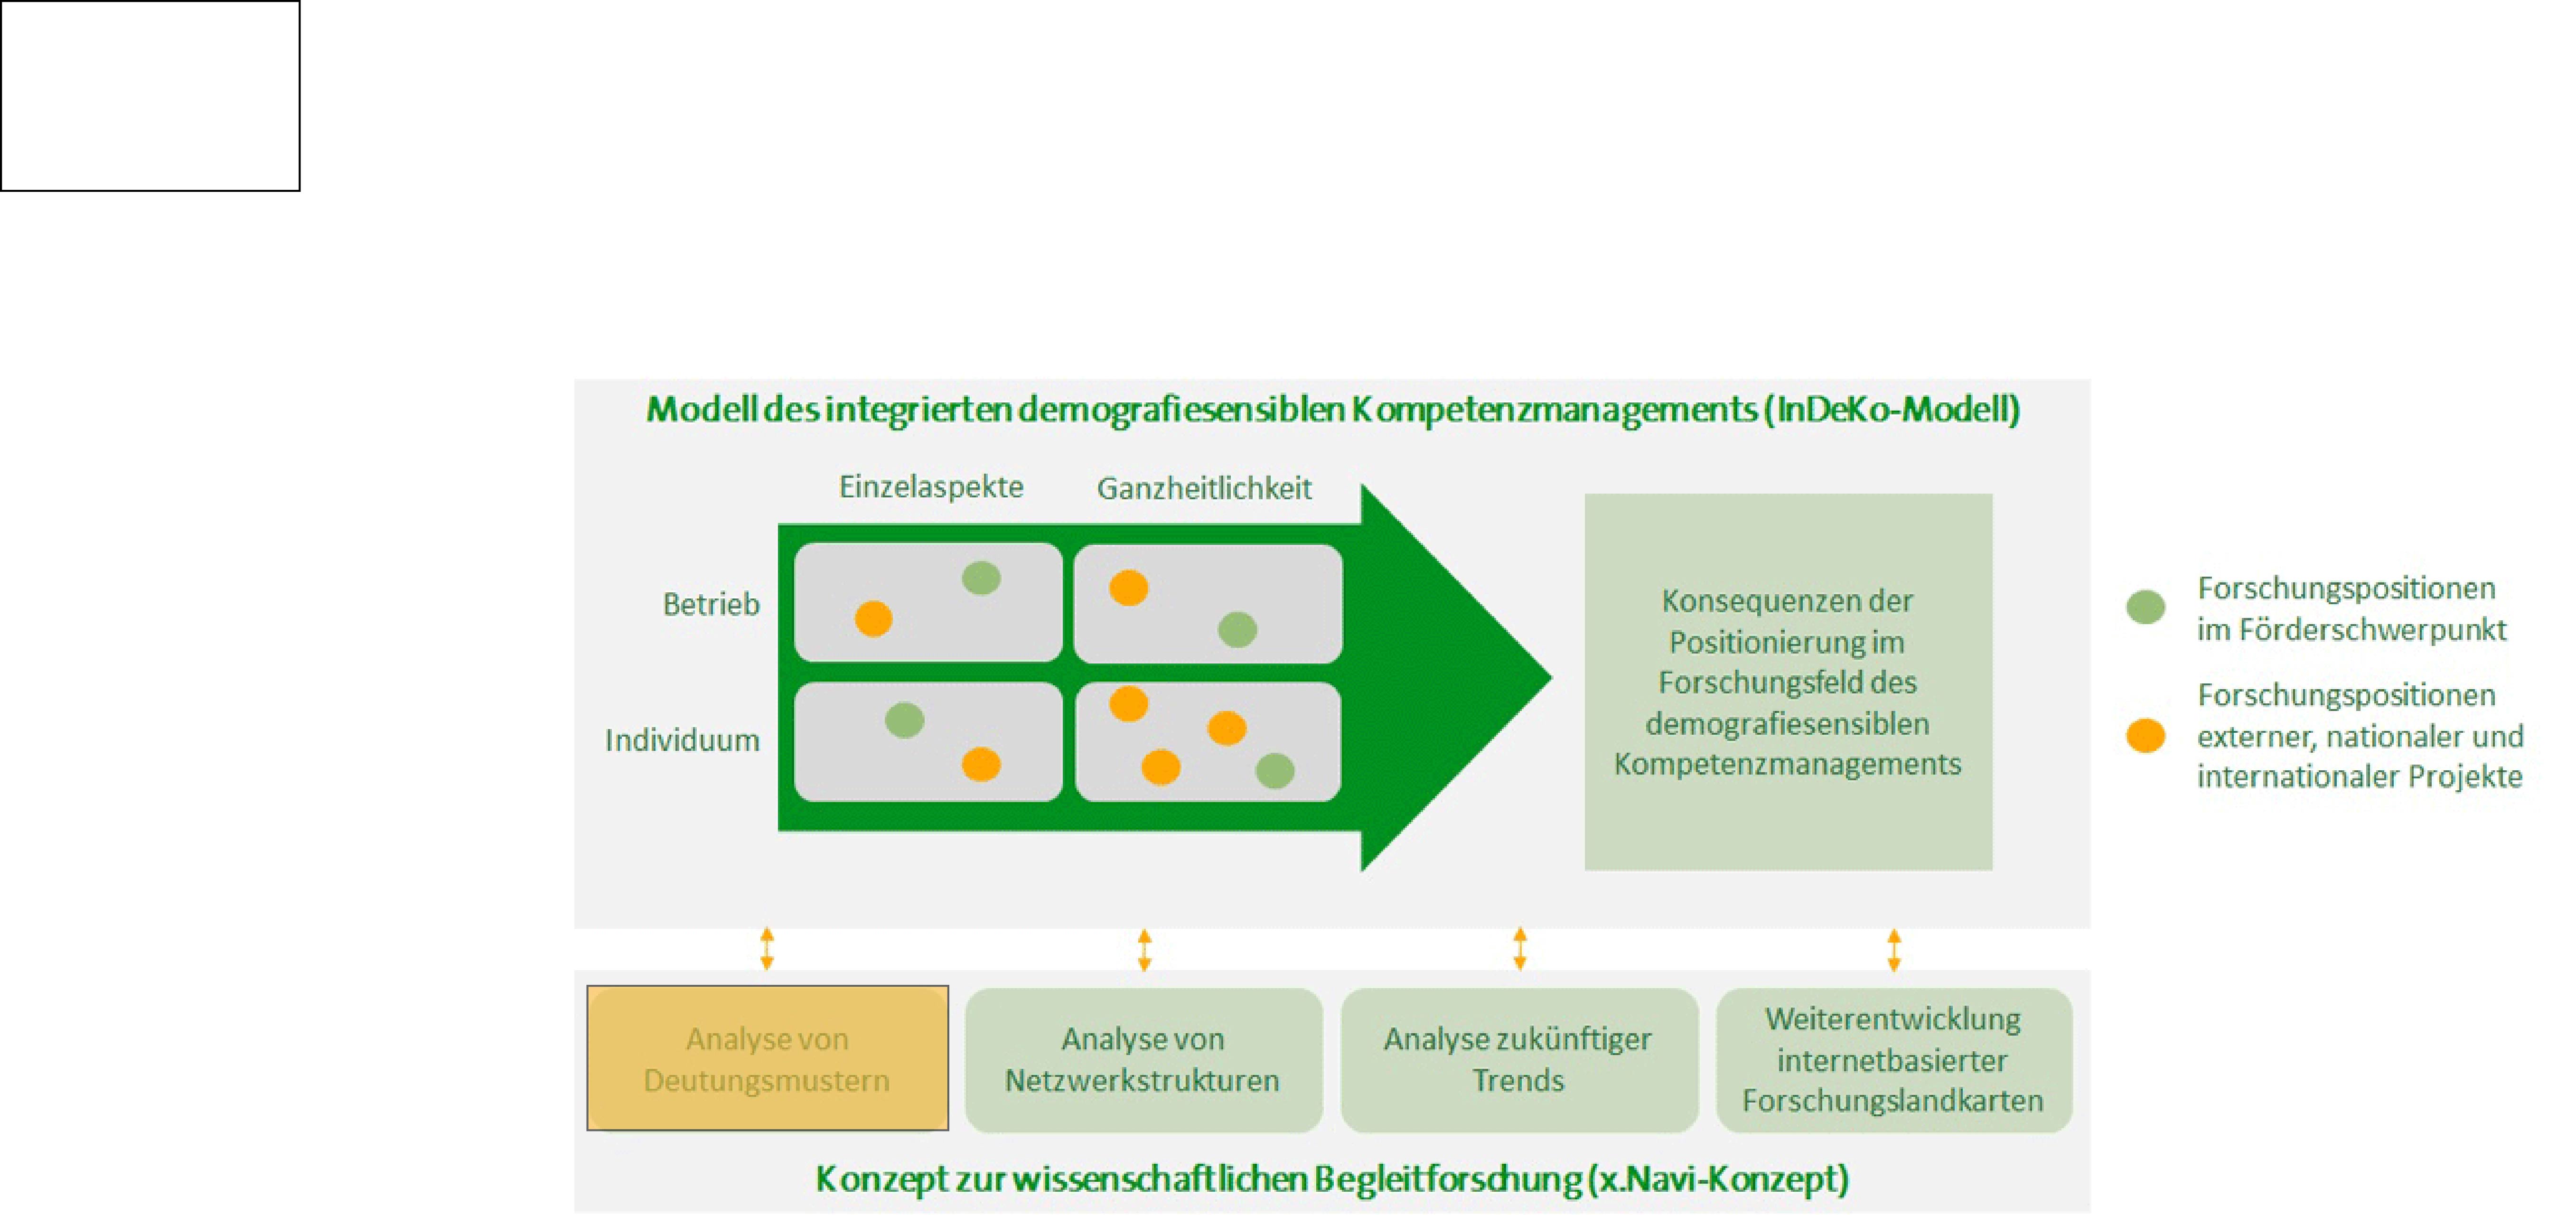 Modell des integrierten demografiesensiblen Kompetenzmanagements (InDeKo-Modell)
Einzelaspekte
Ganzheitlichkeit
Betrieb
Individuum
Konsequenzen der
Positionierung im
Forschungsfeld des
demografiesensiblen
Kompetenzmanagements
Forschungspositionen
im Förderschwerpunkt
Forschungspositionen
externer, nationaler und
internationaler Projekte
Analyse von
Deutungsmustern
Analyse von
Netzwerkstrukturen
Analyse zukünftiger
Trends
Weiterentwicklung
internetbasierter
Forschungslandkarten
Konzept zur wissenschaftlichen Begleitforschung (x.Navi-Konzept)